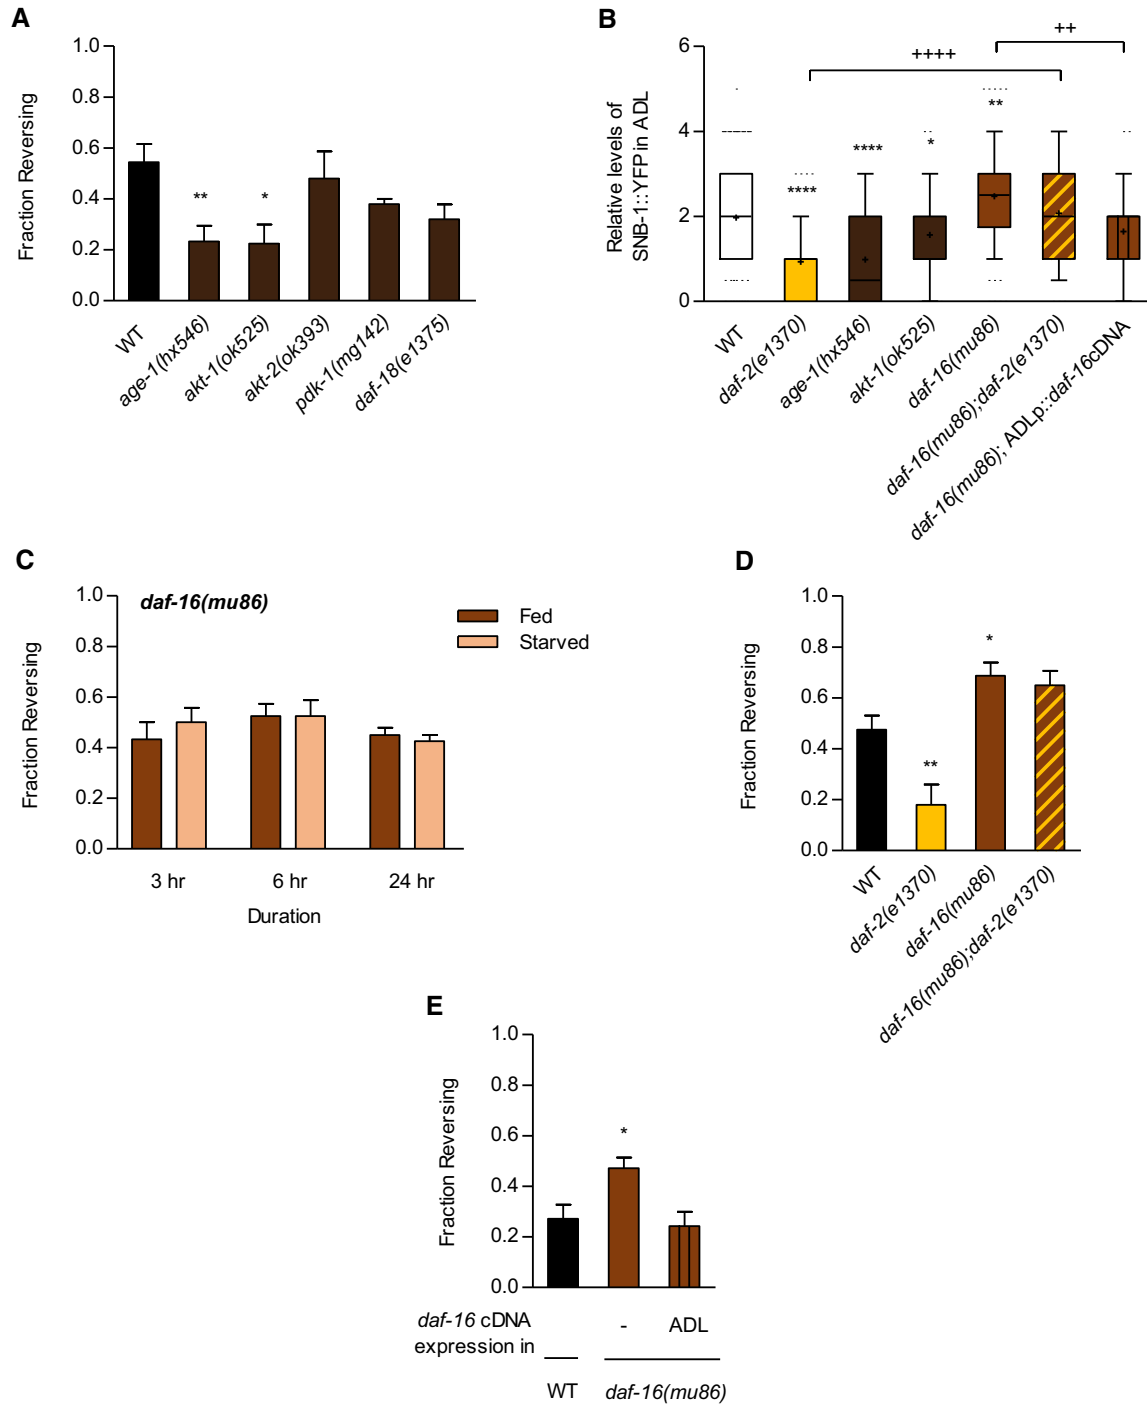 A
1.0
0.8
0.6
0.4
0.2
0.0
Fraction Reversing
**
*
WT
age-1(hx546)
akt-1(ok525)
akt-2(ok393)
pdk-1(mg142)
daf-18(e1375)
B
6
4
2
0
Relative levels of
SNB-1::YFP in ADL
++++
++
****
****
*
**
WT
daf-2(e1370)
age-1(hx546)
akt-1(ok525)
daf-16(mu86)
daf-16(mu86);daf-2(e1370)
daf-16(mu86); ADLp::daf-16cDNA
C
daf-16(mu86)
1.0
0.8
0.6
0.4
0.2
0.0
Fraction Reversing
Fed
Starved
3 hr 6 hr 24 hr
Duration
D
1.0
0.8
0.6
0.4
0.2
0.0
Fraction Reversing
**
*
WT
daf-2(e1370)
daf-16(mu86)
daf-16(mu86);daf-2(e1370)
E
1.0
0.8
0.6
0.4
0.2
0.0
Fraction Reversing
*
daf-16 cDNA
expression in
- ADL
WT daf-16(mu86)